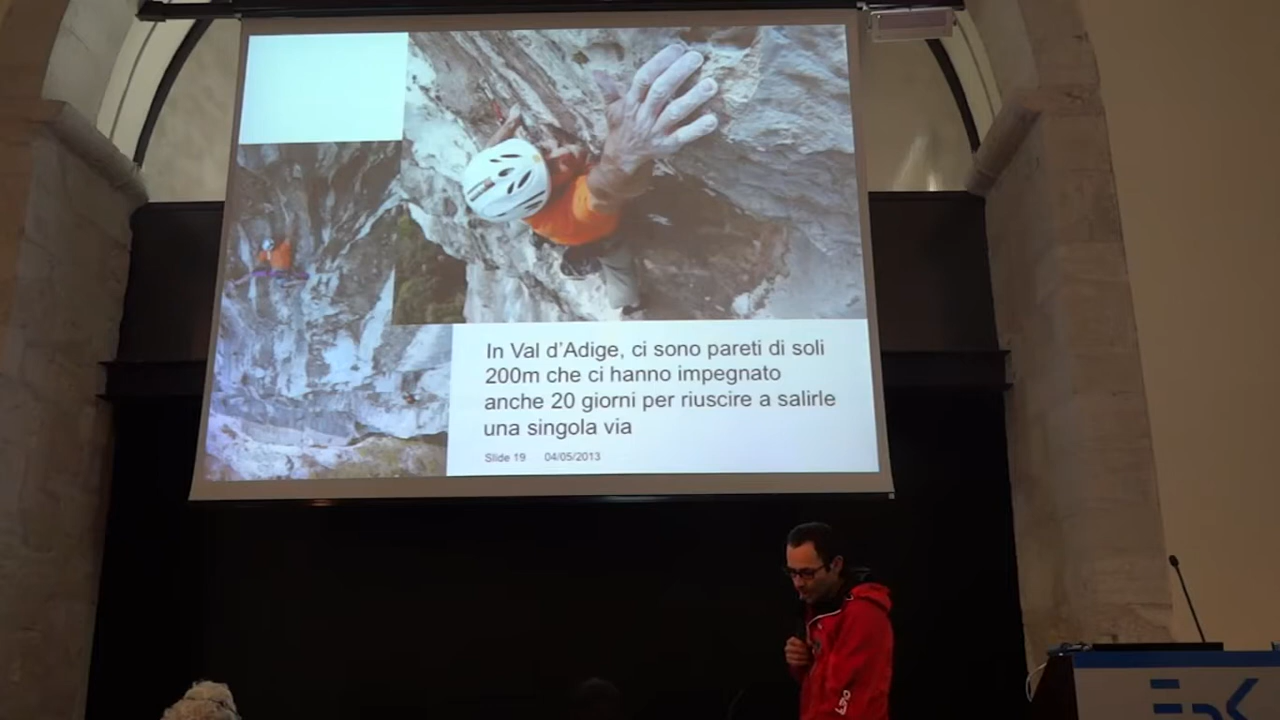 In Val d’Adige, ci sono pareti di soli
200m che ci hanno impegnato
anche 20 giorni per riuscire a salirle
una singola via
Slide 19 04/05/2013